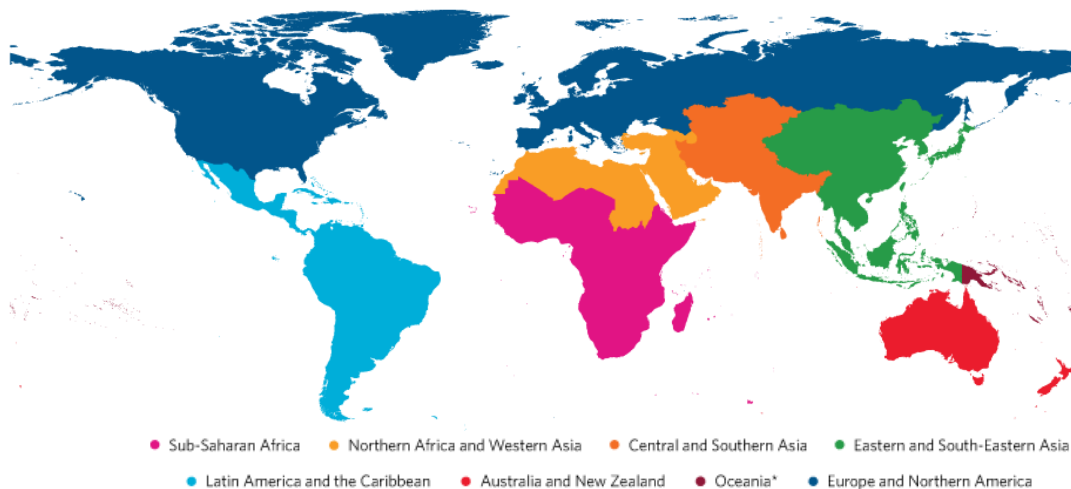 Sub-Saharan Africa Northern Africa and Western Asia Central and Southern Asia Eastern and South-Eastern Asia
Latin America and the Caribbean Australia and New Zealand Oceania* Europe and Northern America